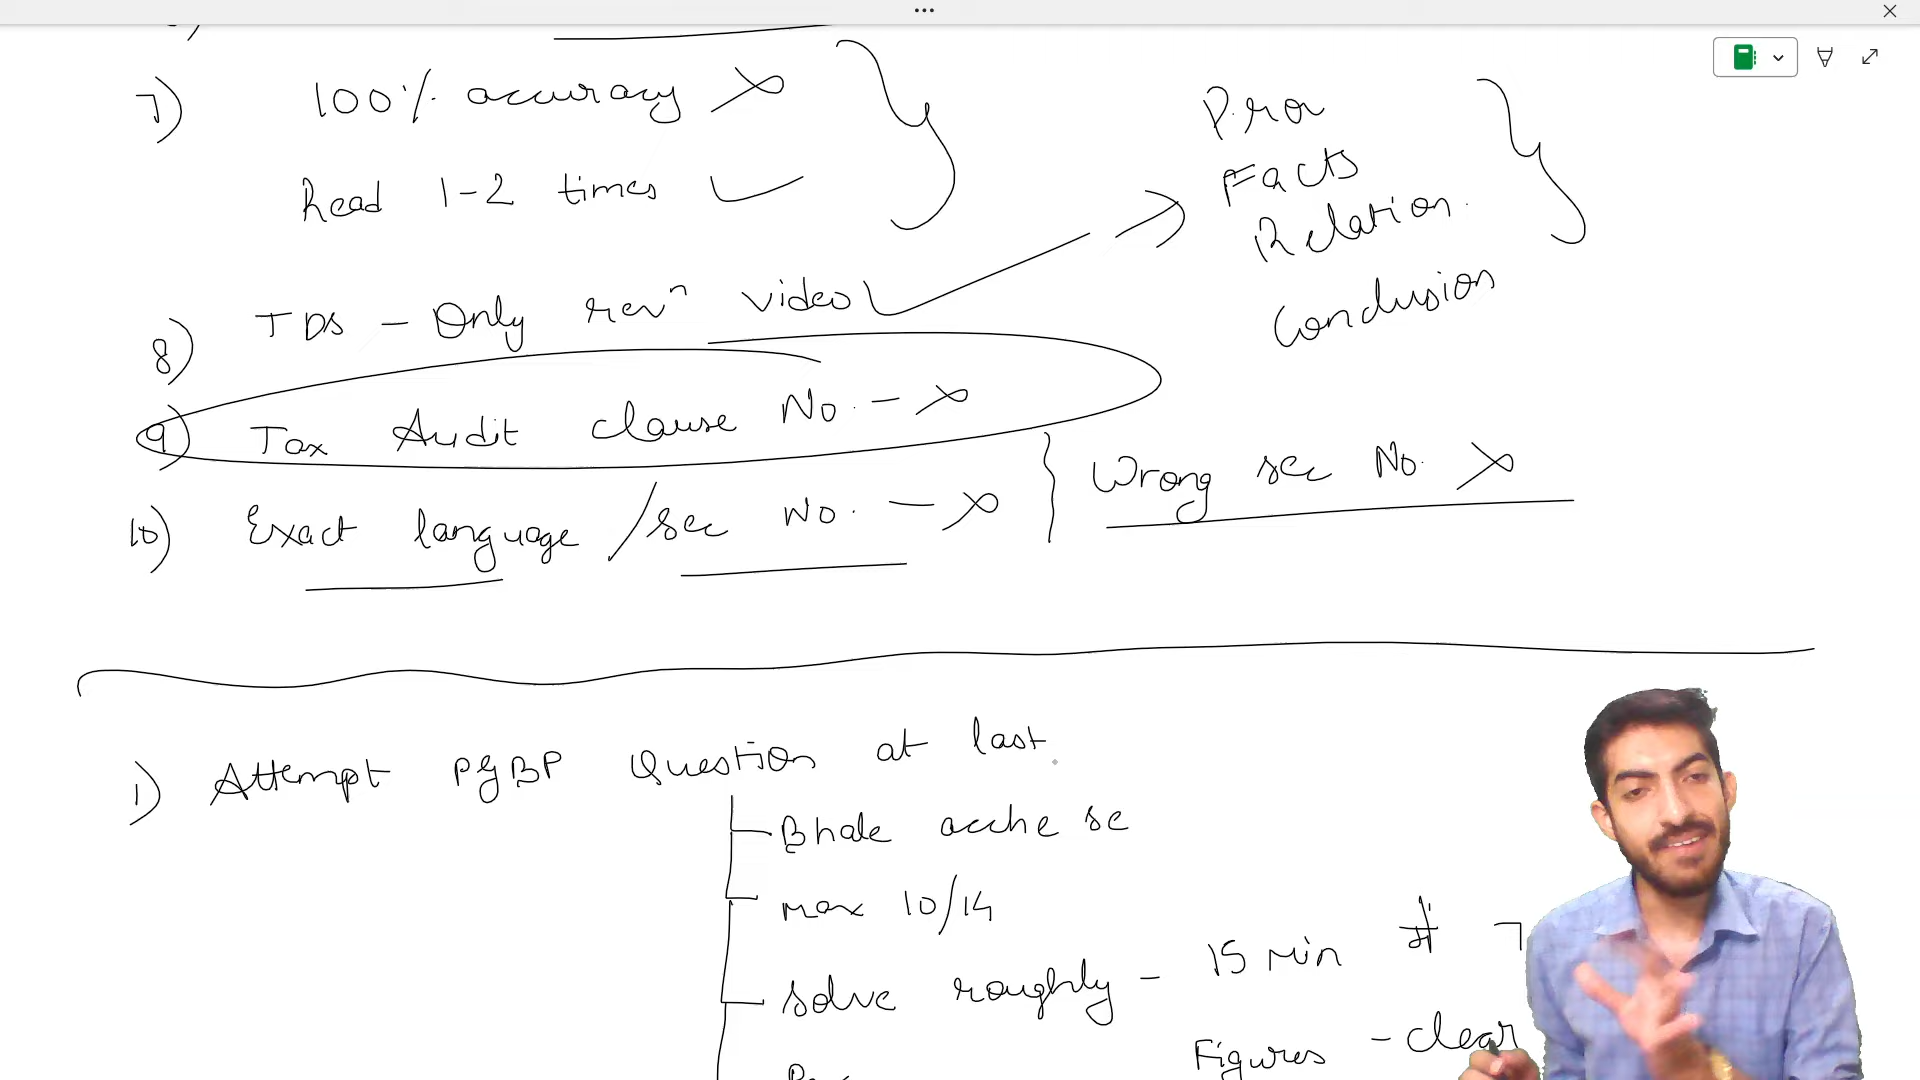 7) 100% accuracy ×
Read 1-2 times ✓
Prov
Facts
Relation
Conclusion
8) TDS - Only revn video
9) Tax Audit clause No. - ×
10) Exact language / sec No. - ×
Wrong sec No. ×
1) Attempt PGBP Question at last
Bhale acche se
max 10/14
solve roughly - 15 min #
Figures - clear